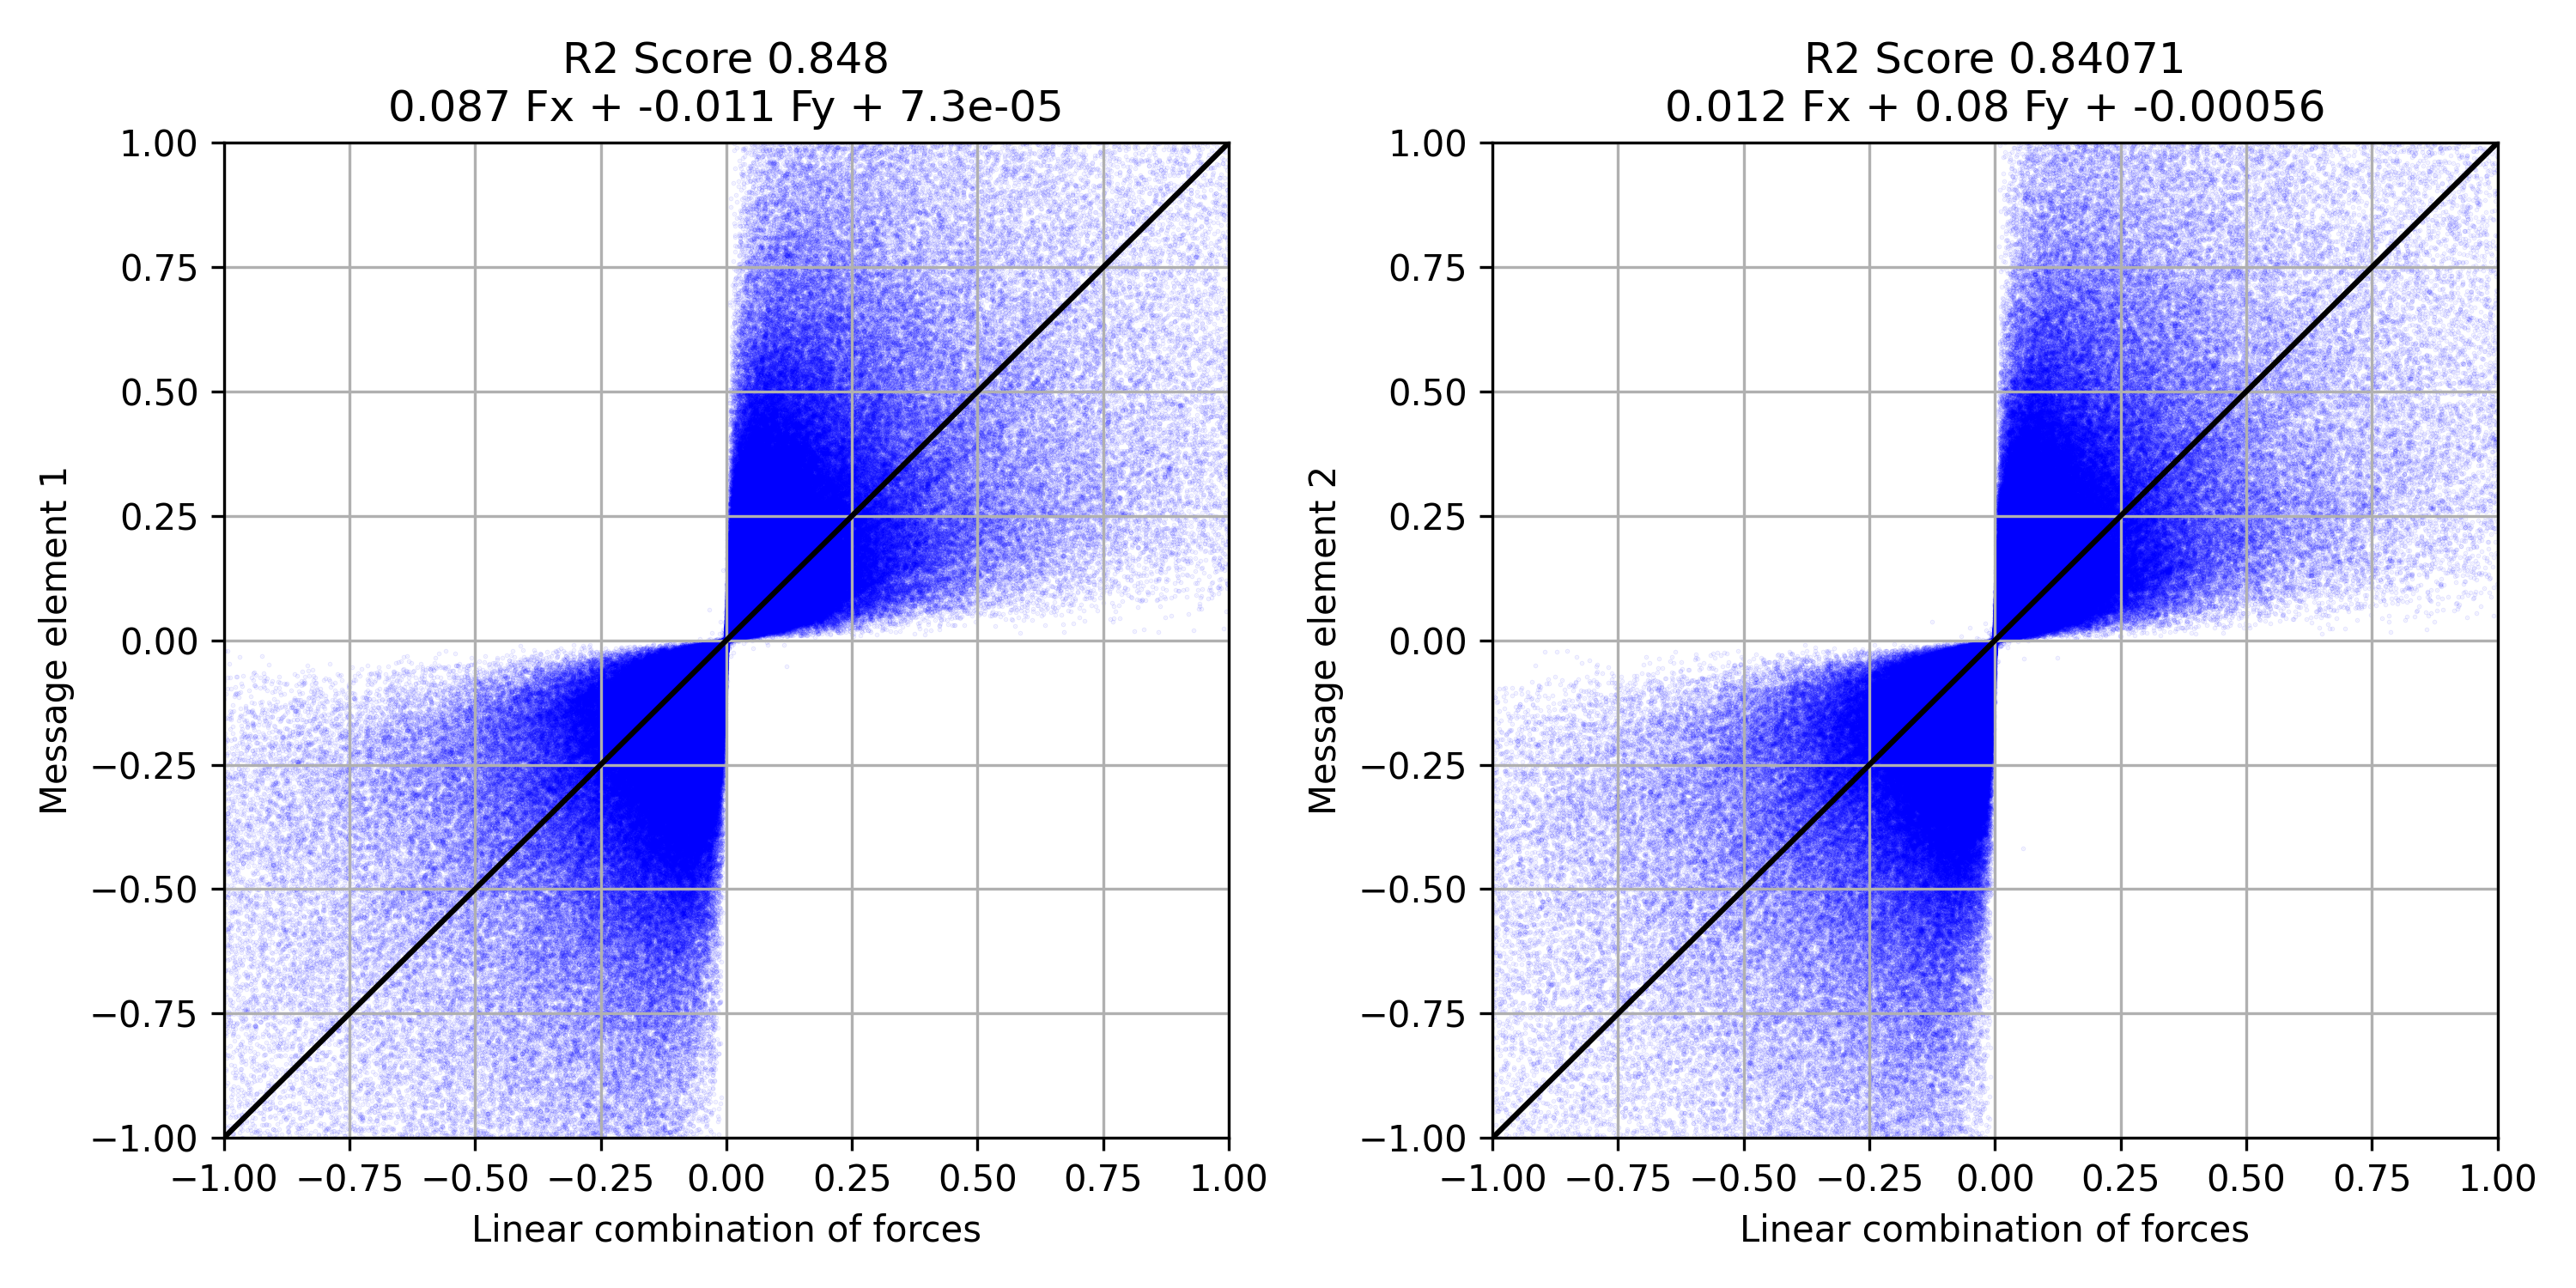 R2 Score 0.848
0.087 Fx + -0.011 Fy + 7.3e-05
1.00
0.75
0.50
0.25
0.00
−0.25
−0.50
−0.75
−1.00
Message element 1
−1.00 −0.75 −0.50 −0.25 0.00 0.25 0.50 0.75 1.00
Linear combination of forces
R2 Score 0.84071
0.012 Fx + 0.08 Fy + -0.00056
1.00
0.75
0.50
0.25
0.00
−0.25
−0.50
−0.75
−1.00
Message element 2
−1.00 −0.75 −0.50 −0.25 0.00 0.25 0.50 0.75 1.00
Linear combination of forces